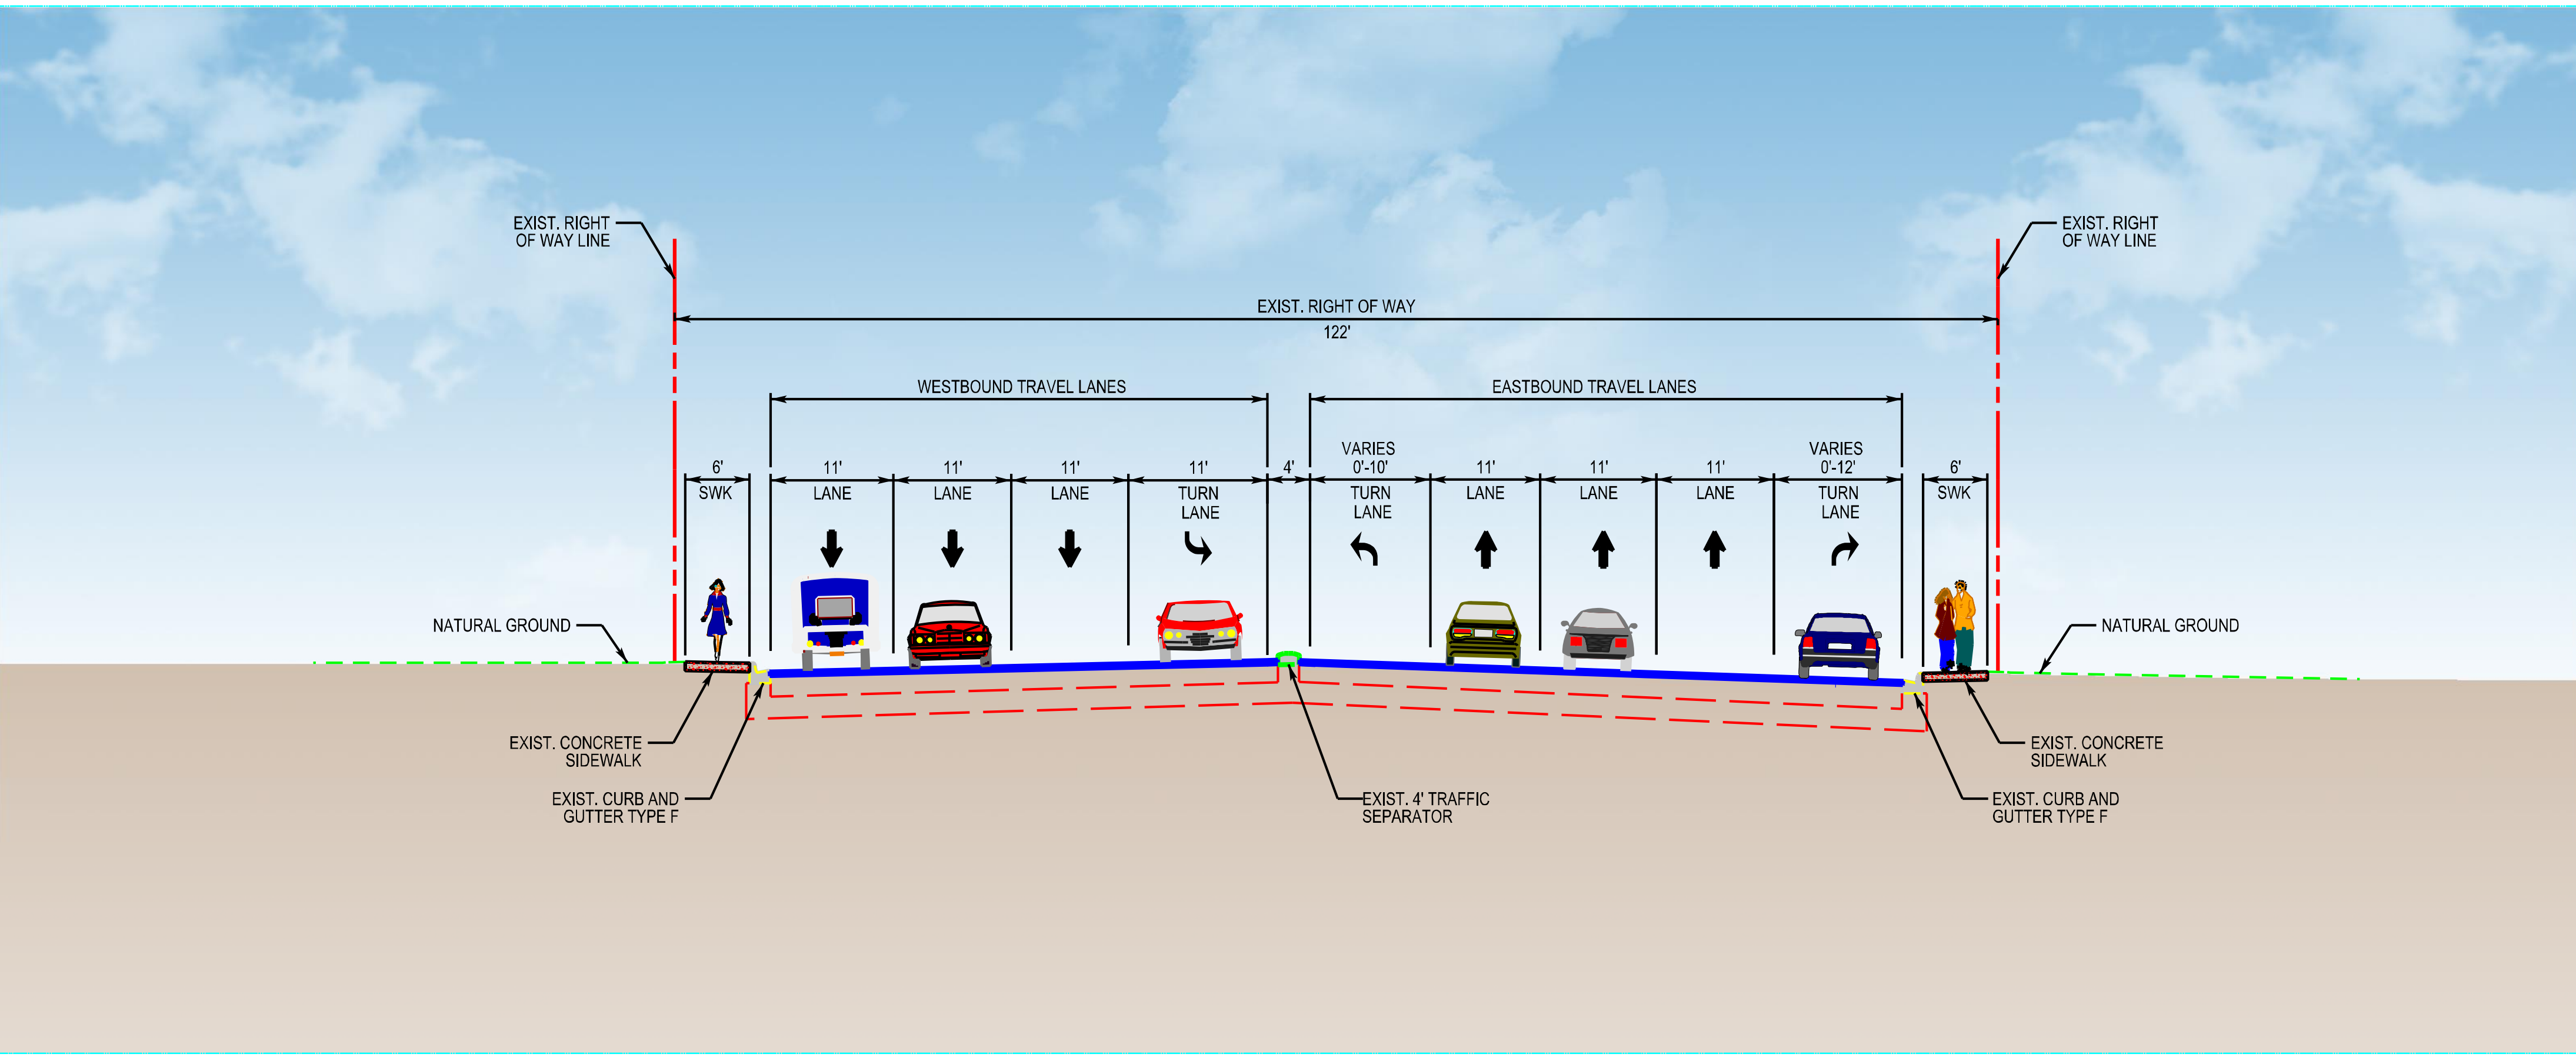 EXIST. RIGHT
OF WAY LINE
EXIST. RIGHT
OF WAY LINE
EXIST. RIGHT OF WAY
122'
WESTBOUND TRAVEL LANES
EASTBOUND TRAVEL LANES
6'
SWK
11'
LANE
11'
LANE
11'
LANE
11'
TURN
LANE
4'
VARIES
0'-10'
TURN
LANE
11'
LANE
11'
LANE
11'
LANE
VARIES
0'-12'
TURN
LANE
6'
SWK
NATURAL GROUND
NATURAL GROUND
EXIST. CONCRETE
SIDEWALK
EXIST. CURB AND
GUTTER TYPE F
EXIST. 4' TRAFFIC
SEPARATOR
EXIST. CONCRETE
SIDEWALK
EXIST. CURB AND
GUTTER TYPE F